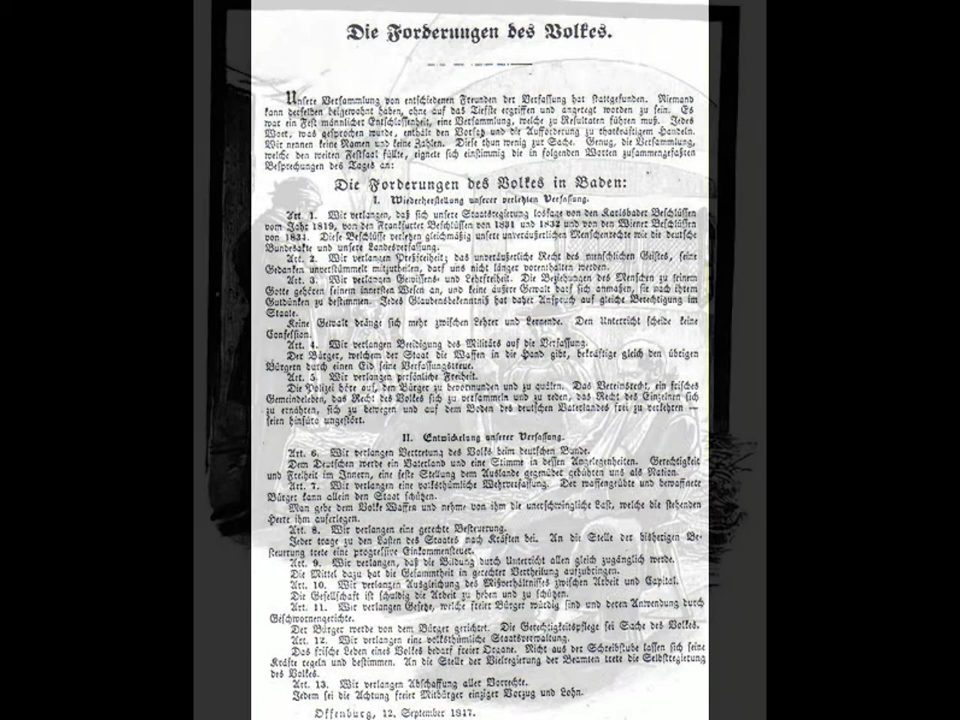 Die Forderungen des Volkes.
Unsere Versammlung von entschiedenen Freunden der Verfassung hat stattgefunden. Niemand
kann derselben beigewohnt haben, ohne auf das Tiefste ergriffen und angeregt worden zu sein. Es
war ein Fest männlicher Entschlossenheit, eine Versammlung, welche zu Resultaten führen muß. Jedes
Wort, was gesprochen wurde, enthält den Vorsatz und die Aufforderung zu thatkräftigem Handeln.
Wir nennen keine Namen und keine Zahlen. Diese thun wenig zur Sache. Genug, die Versammlung,
welche den weiten Festsaal füllte, eignete sich einstimmig die in folgenden Worten zusammengefaßten
Besprechungen des Tages an:
Die Forderungen des Volkes in Baden:
I. Wiederherstellung unserer verletzten Verfassung.
Art. 1. Wir verlangen, daß sich unsere Staatsregierung lossage von den Karlsbader Beschlüssen
vom Jahr 1819, von den Frankfurter Beschlüssen von 1831 und 1832 und von den Wiener Beschlüssen
von 1834. Diese Beschlüsse verletzen gleichmäßig unsere unveräußerlichen Menschenrechte wie die deutsche
Bundesakte und unsere Landesverfassung.
Art. 2. Wir verlangen Preßfreiheit; das unveräußerliche Recht des menschlichen Geistes, seine
Gedanken unverstümmelt mitzutheilen, darf uns nicht länger vorenthalten werden.
Art. 3. Wir verlangen Gewissens- und Lehrfreiheit. Die Beziehungen des Menschen zu seinem
Gotte gehören seinem innersten Wesen an, und keine äußere Gewalt darf sich anmaßen, sie nach ihrem
Gutdünken zu bestimmen. Jedes Glaubensbekenntniß hat daher Anspruch auf gleiche Berechtigung im
Staate.
Keine Gewalt dränge sich mehr zwischen Lehrer und Lernende. Den Unterricht scheide keine
Confession.
Art. 4. Wir verlangen Beeidigung des Militärs auf die Verfassung.
Der Bürger, welchem der Staat die Waffen in die Hand gibt, bekräftige gleich den übrigen
Bürgern durch einen Eid seine Verfassungstreue.
Art. 5. Wir verlangen persönliche Freiheit.
Die Polizei höre auf, den Bürger zu bevormunden und zu quälen. Das Vereinsrecht, ein frisches
Gemeindeleben, das Recht des Volkes sich zu versammeln und zu reden, das Recht des Einzelnen sich
zu ernähren, sich zu bewegen und auf dem Boden des deutschen Vaterlandes frei zu verkehren —
seien hinfüro ungestört.
II. Entwickelung unserer Verfassung.
Art. 6. Wir verlangen Vertretung des Volks beim deutschen Bunde.
Dem Deutschen werde ein Vaterland und eine Stimme in dessen Angelegenheiten. Gerechtigkeit
und Freiheit im Innern, eine feste Stellung dem Auslande gegenüber gebühren uns als Nation.
Art. 7. Wir verlangen eine volksthümliche Wehrverfassung. Der waffengeübte und bewaffnete
Bürger kann allein den Staat schützen.
Man gebe dem Volke Waffen und nehme von ihm die unerschwingliche Last, welche die stehenden
Heere ihm auferlegen.
Art. 8. Wir verlangen eine gerechte Besteuerung.
Jeder trage zu den Lasten des Staates nach Kräften bei. An die Stelle der bisherigen Be-
steuerung trete eine progressive Einkommensteuer.
Art. 9. Wir verlangen, daß die Bildung durch Unterricht allen gleich zugänglich werde.
Die Mittel dazu hat die Gesammtheit in gerechter Vertheilung aufzubringen.
Art. 10. Wir verlangen Ausgleichung des Mißverhältnisses zwischen Arbeit und Capital.
Die Gesellschaft ist schuldig die Arbeit zu heben und zu schützen.
Art. 11. Wir verlangen Gesetze, welche freier Bürger würdig sind und deren Anwendung durch
Geschwornengerichte.
Der Bürger werde von dem Bürger gerichtet. Die Gerechtigkeitspflege sei Sache des Volkes.
Art. 12. Wir verlangen eine volksthümliche Staatsverwaltung.
Das frische Leben eines Volkes bedarf freier Organe. Nicht aus der Schreibstube lassen sich seine
Kräfte regeln und bestimmen. An die Stelle der Vielregierung der Beamten trete die Selbstregierung
des Volkes.
Art. 13. Wir verlangen Abschaffung aller Vorrechte.
Jedem sei die Achtung freier Mitbürger einziger Vorzug und Lohn.
Offenburg, 12. September 1847.